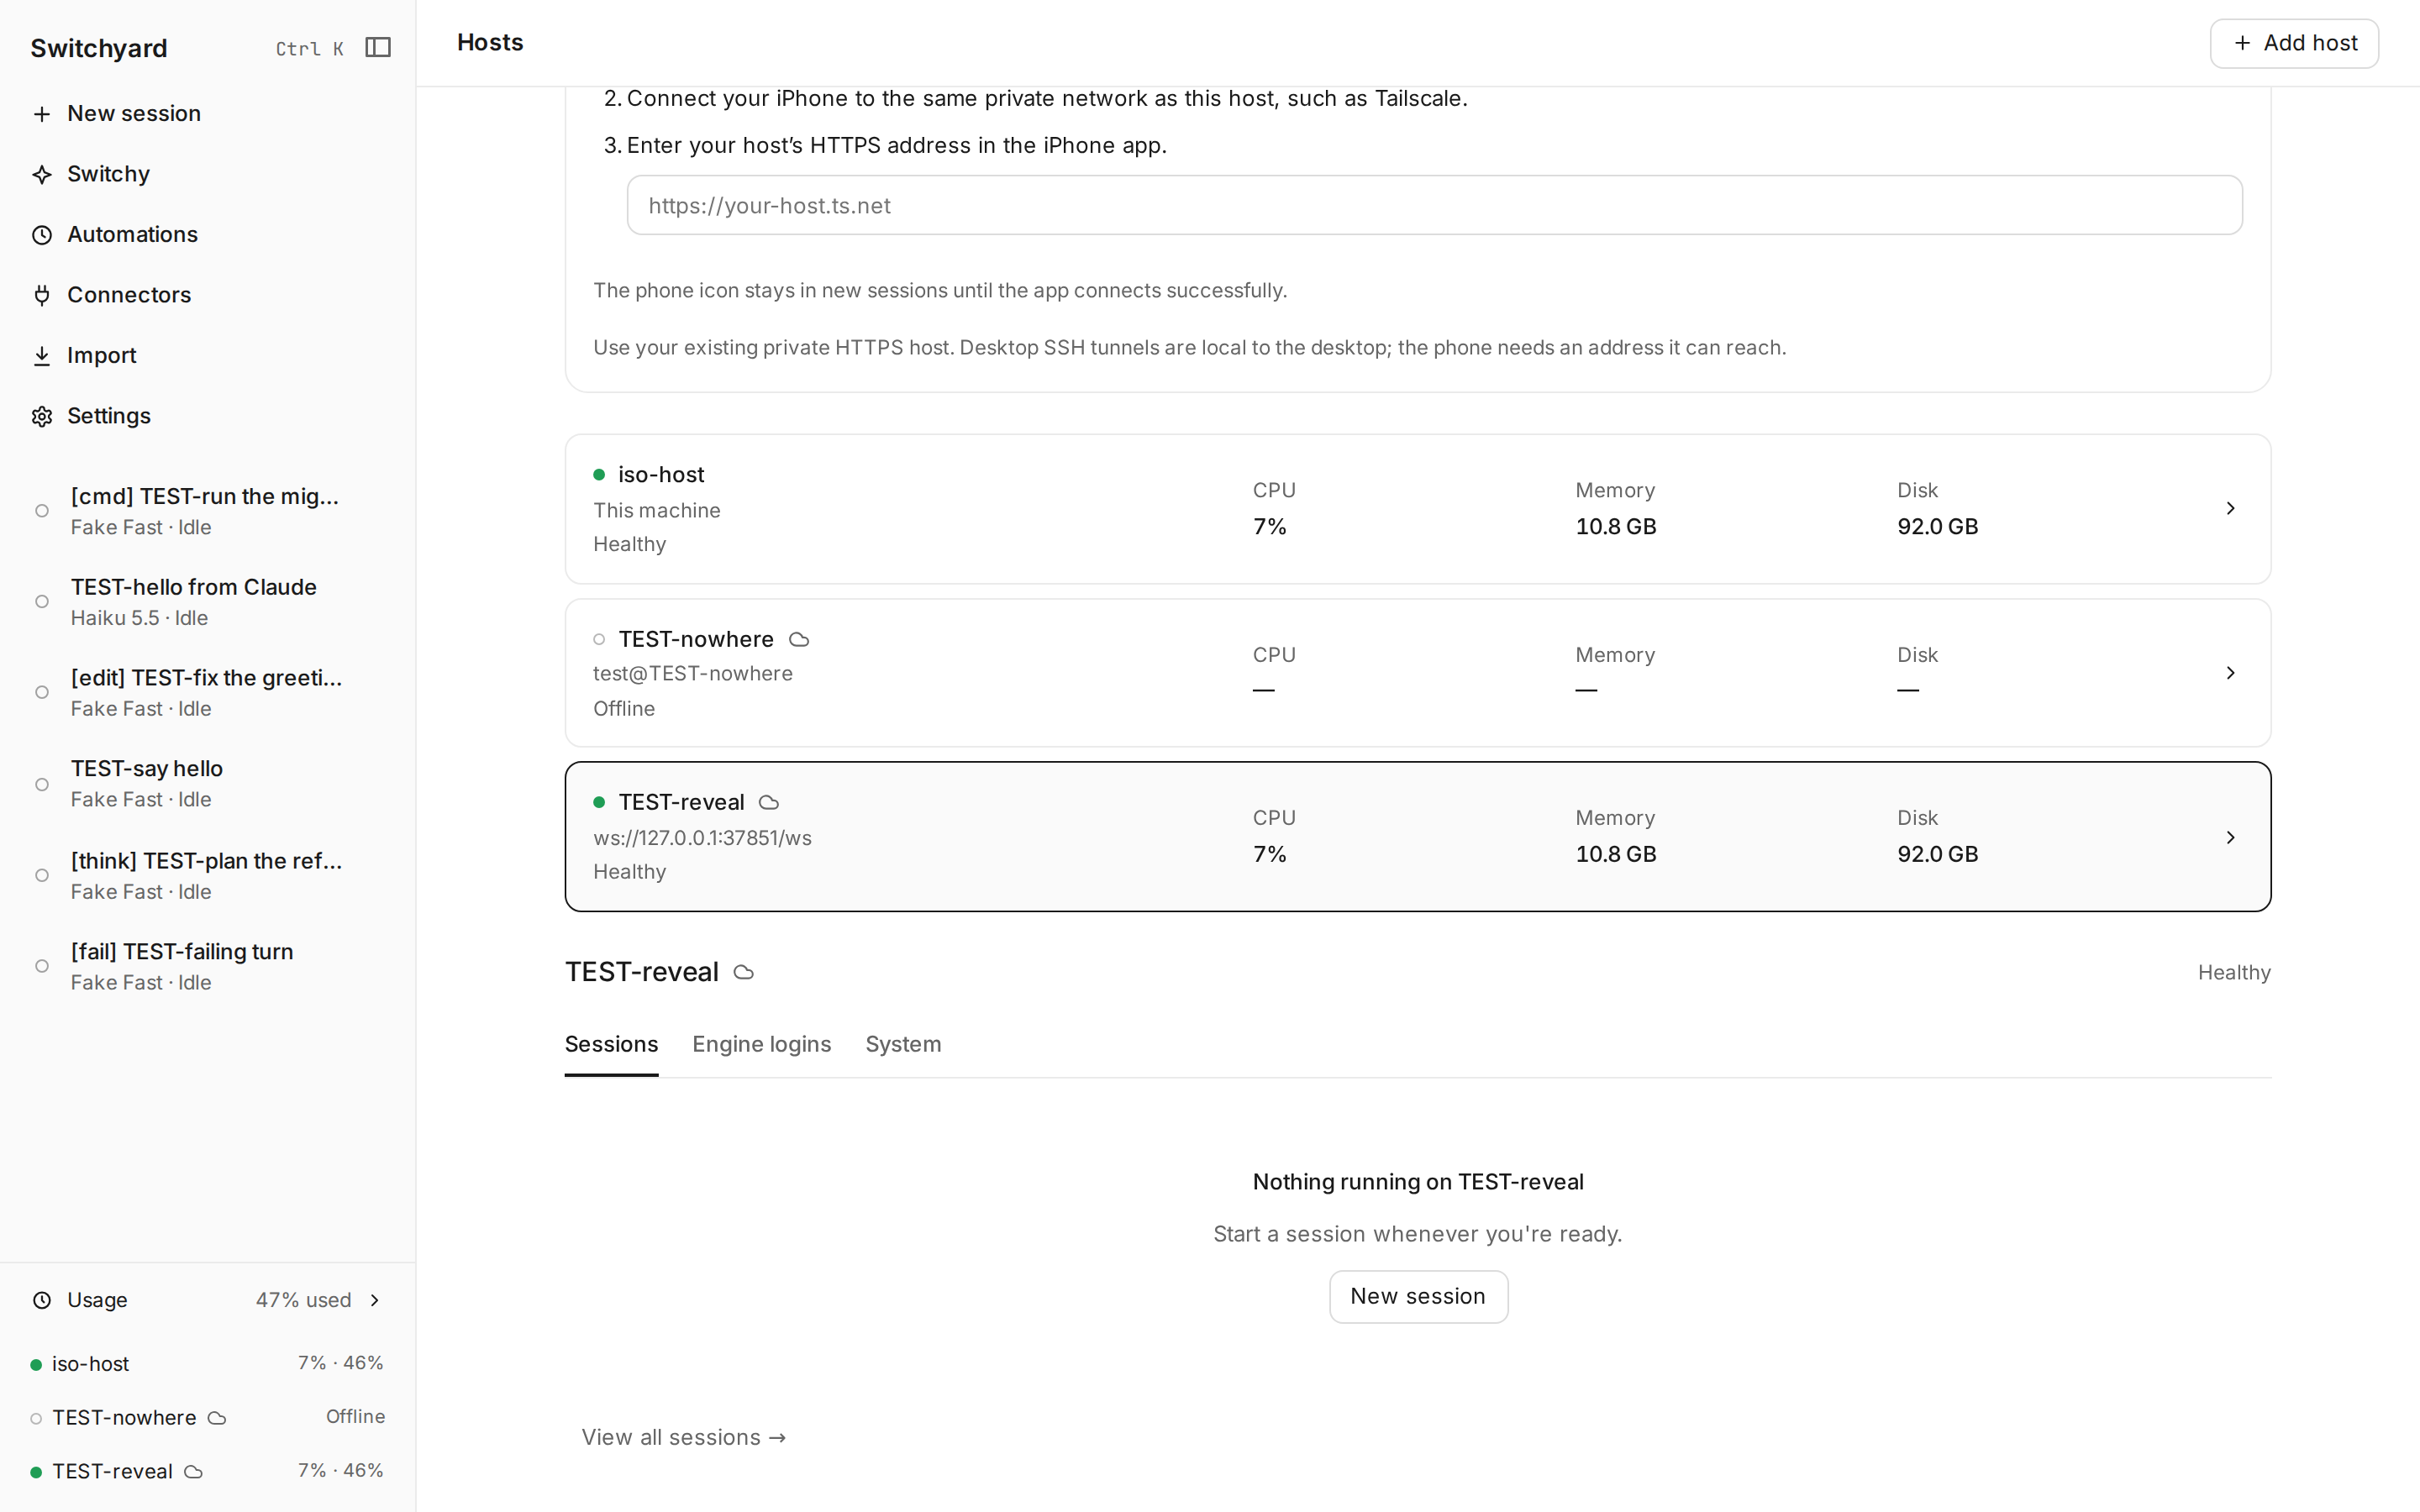 Switchyard
Ctrl K
New session
Switchy
Automations
Connectors
Import
Settings
[cmd] TEST-run the mig...
Fake Fast · Idle
TEST-hello from Claude
Haiku 5.5 · Idle
[edit] TEST-fix the greeti...
Fake Fast · Idle
TEST-say hello
Fake Fast · Idle
[think] TEST-plan the ref...
Fake Fast · Idle
[fail] TEST-failing turn
Fake Fast · Idle
Usage
47% used
iso-host
7% · 46%
TEST-nowhere
Offline
TEST-reveal
7% · 46%
Hosts
Add host
2. Connect your iPhone to the same private network as this host, such as Tailscale.
3. Enter your host’s HTTPS address in the iPhone app.
https://your-host.ts.net
The phone icon stays in new sessions until the app connects successfully.
Use your existing private HTTPS host. Desktop SSH tunnels are local to the desktop; the phone needs an address it can reach.
iso-host
This machine
Healthy
CPU
7%
Memory
10.8 GB
Disk
92.0 GB
TEST-nowhere
test@TEST-nowhere
Offline
CPU
—
Memory
—
Disk
—
TEST-reveal
ws://127.0.0.1:37851/ws
Healthy
CPU
7%
Memory
10.8 GB
Disk
92.0 GB
TEST-reveal
Healthy
Sessions
Engine logins
System
Nothing running on TEST-reveal
Start a session whenever you're ready.
New session
View all sessions →